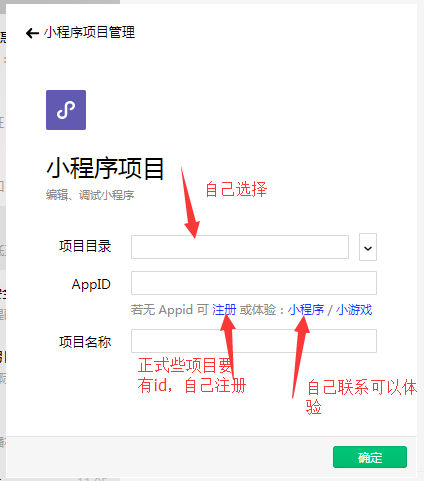 小程序项目管理
小程序项目
编辑、调试小程序
自己选择
项目目录
AppID
若无 Appid 可 注册 或体验：小程序 / 小游戏
项目名称
正式些项目要
有id，自己注册
自己联系可以体
验
确定